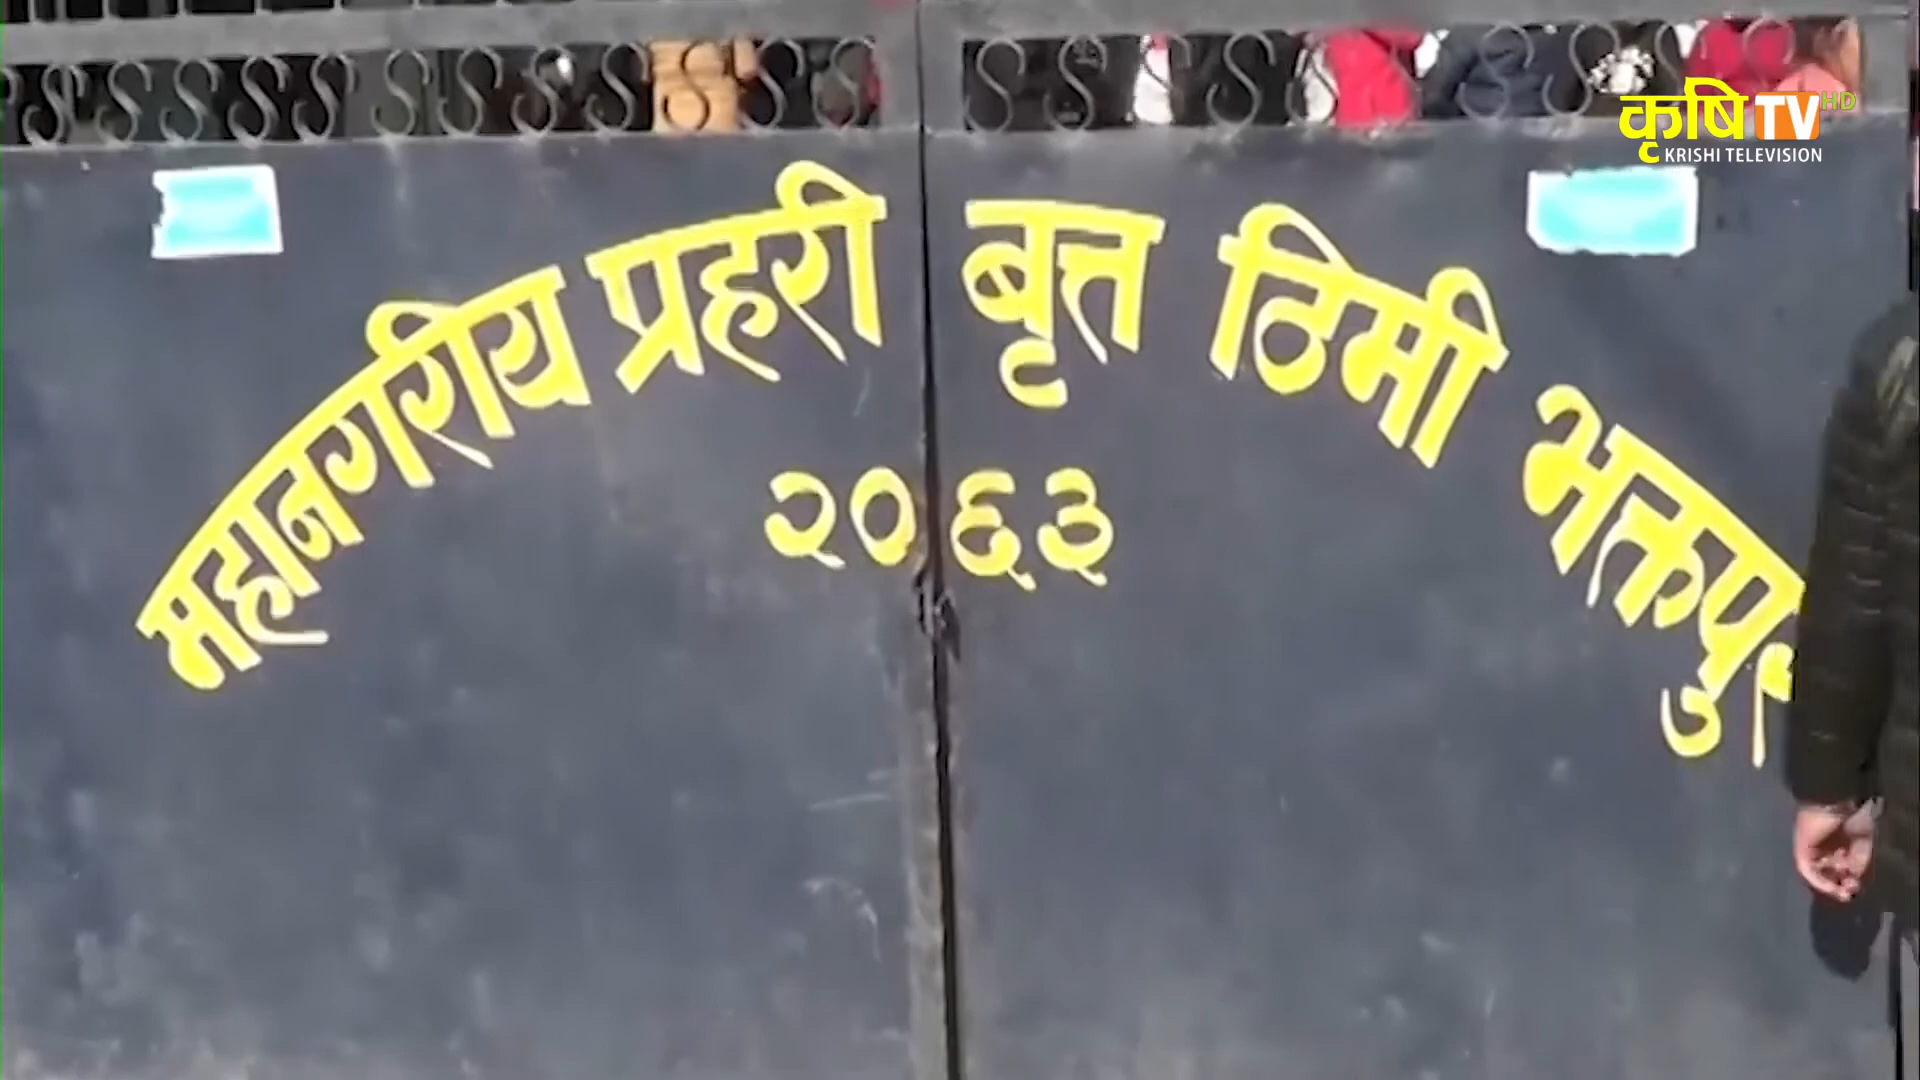 कृषि TV HD
KRISHI TELEVISION
महानगरीय प्रहरी बृत्त ठिमी भक्तपुर
२०६३